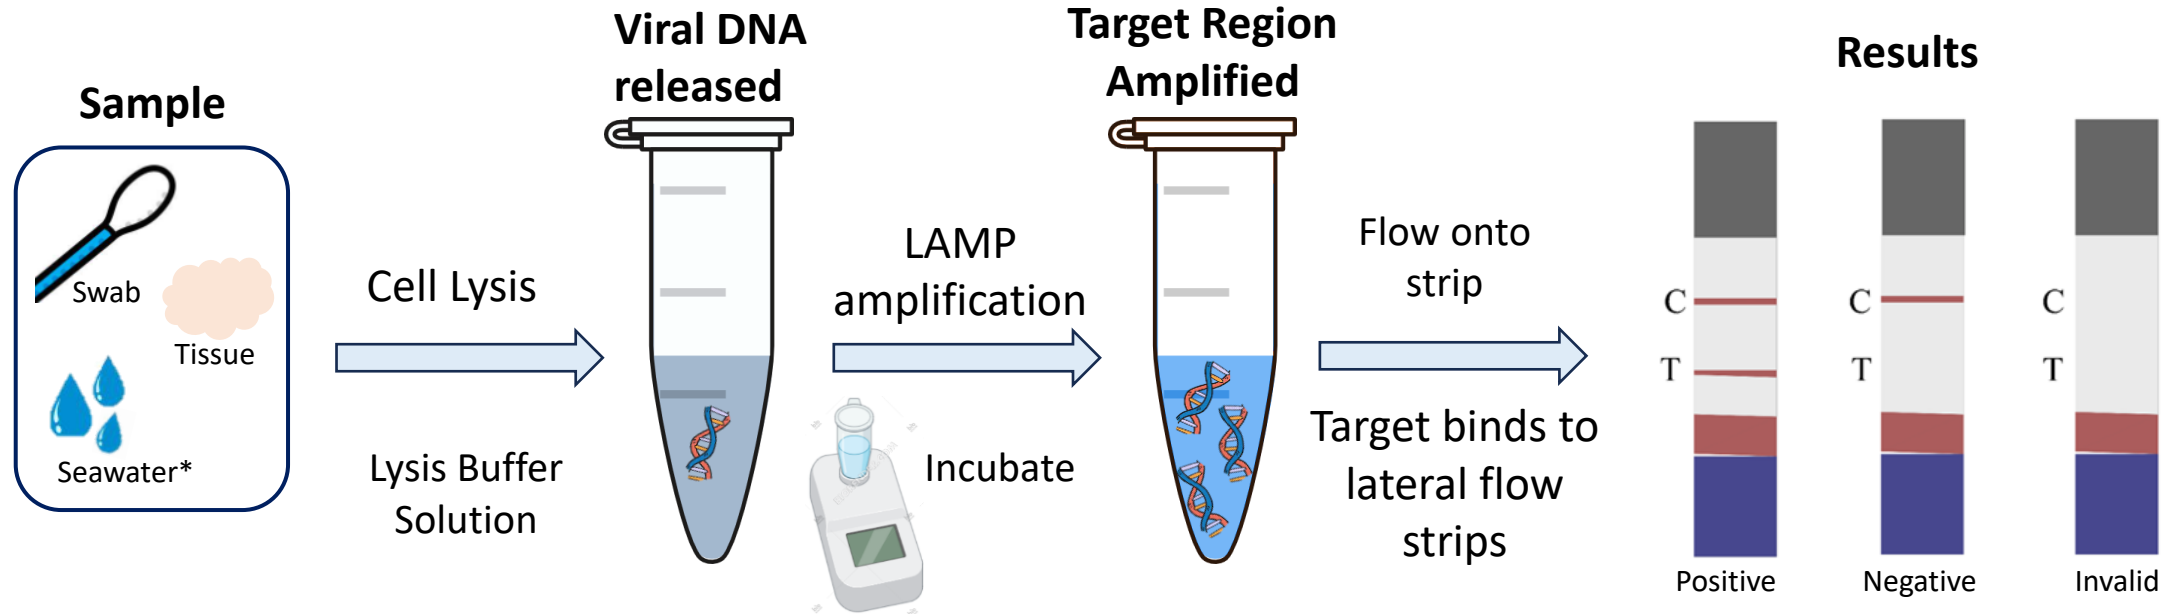 Sample
Swab
Tissue
Seawater*
Cell Lysis
Lysis Buffer
Solution
Viral DNA
released
LAMP
amplification
Incubate
Target Region
Amplified
Flow onto
strip
Target binds to
lateral flow
strips
Results
C
T
Positive
C
T
Negative
C
T
Invalid